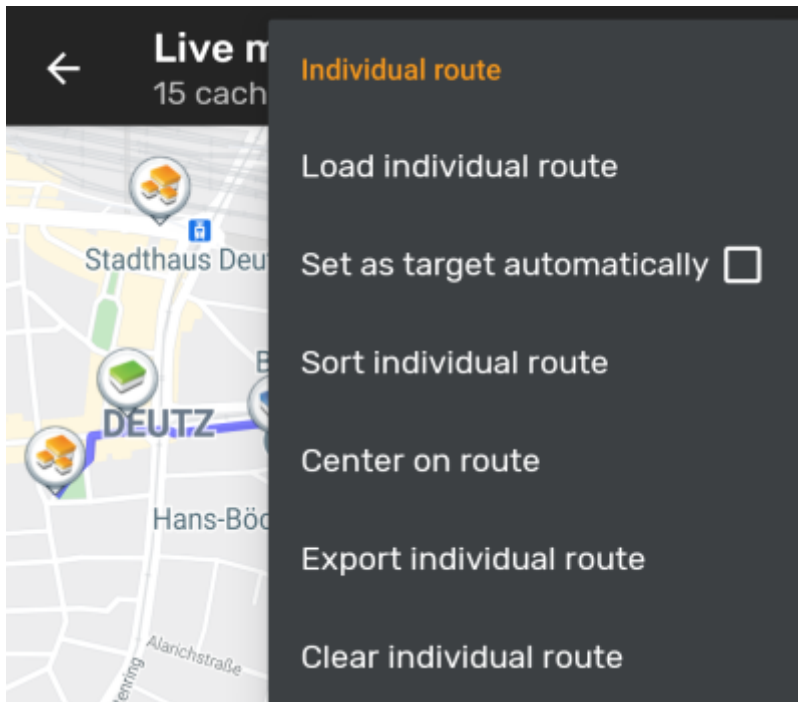 Live m
15 cach
Individual route
Load individual route
Set as target automatically
Sort individual route
Center on route
Export individual route
Clear individual route
Stadthaus Deu
DEUTZ
Hans-Böc
Alarichstraße